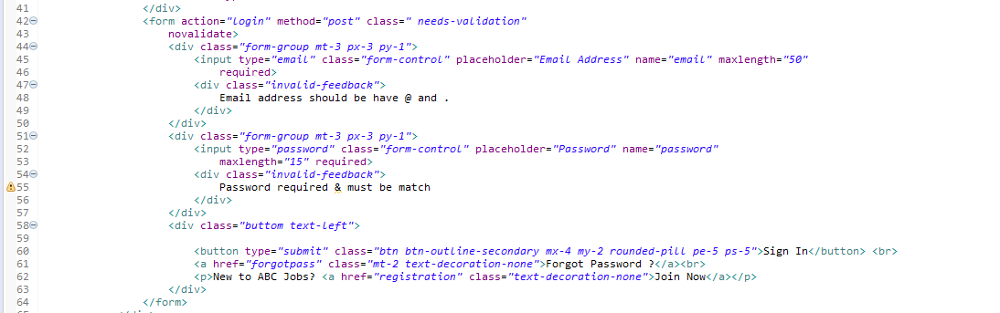 41 </div>
42 <form action="login" method="post" class=" needs-validation"
43 novalidate>
44 <div class="form-group mt-3 px-3 py-1">
45 <input type="email" class="form-control" placeholder="Email Address" name="email" maxlength="50"
46 required>
47 <div class="invalid-feedback">
48 Email address should be have @ and .
49 </div>
50 </div>
51 <div class="form-group mt-3 px-3 py-1">
52 <input type="password" class="form-control" placeholder="Password" name="password"
53 maxlength="15" required>
54 <div class="invalid-feedback">
55 Password required & must be match
56 </div>
57 </div>
58 <div class="buttom text-left">
59
60 <button type="submit" class="btn btn-outline-secondary mx-4 my-2 rounded-pill pe-5 ps-5">Sign In</button> <br>
61 <a href="forgotpass" class="mt-2 text-decoration-none">Forgot Password ?</a><br>
62 <p>New to ABC Jobs? <a href="registration" class="text-decoration-none">Join Now</a></p>
63 </div>
64 </form>